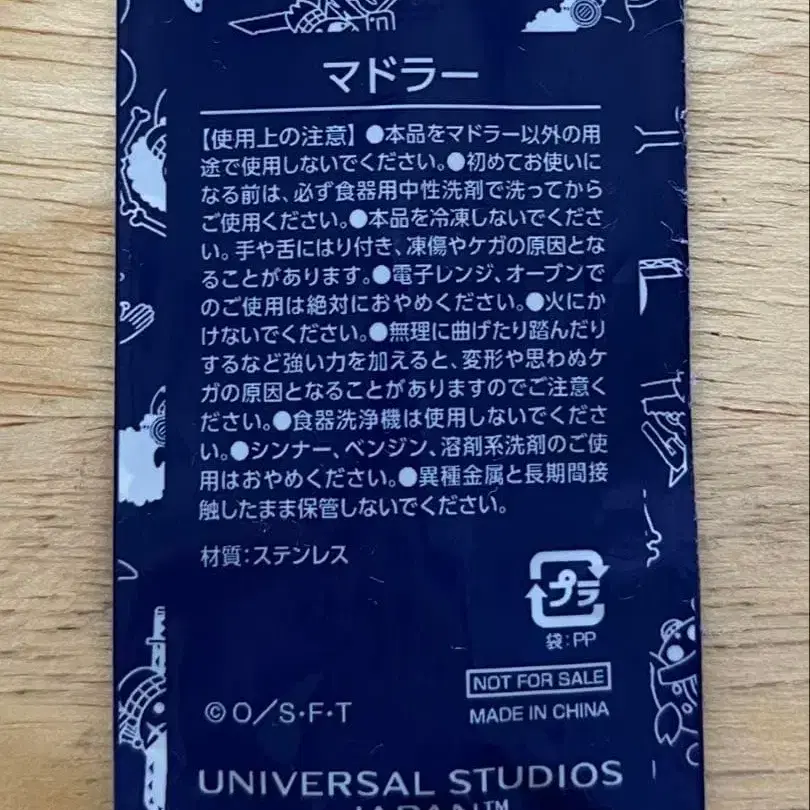 マドラー
【使用上の注意】●本品をマドラー以外の用
途で使用しないでください。●初めてお使いに
なる前は、必ず食器用中性洗剤で洗ってから
ご使用ください。●本品を冷凍しないでくださ
い。手や舌にはり付き、凍傷やケガの原因とな
ることがあります。●電子レンジ、オーブンで
のご使用は絶対におやめください。●火にか
けないでください。●無理に曲げたり踏んだり
するなど強い力を加えると、変形や思わぬケ
ガの原因となることがありますのでご注意く
ださい。●食器洗浄機は使用しないでくださ
い。●シンナー、ベンジン、溶剤系洗剤のご使
用はおやめください。●異種金属と長期間接
触したまま保管しないでください。
材質：ステンレス
プラ
袋：PP
NOT FOR SALE
©O／S・F・T
MADE IN CHINA
UNIVERSAL STUDIOS
JAPAN™